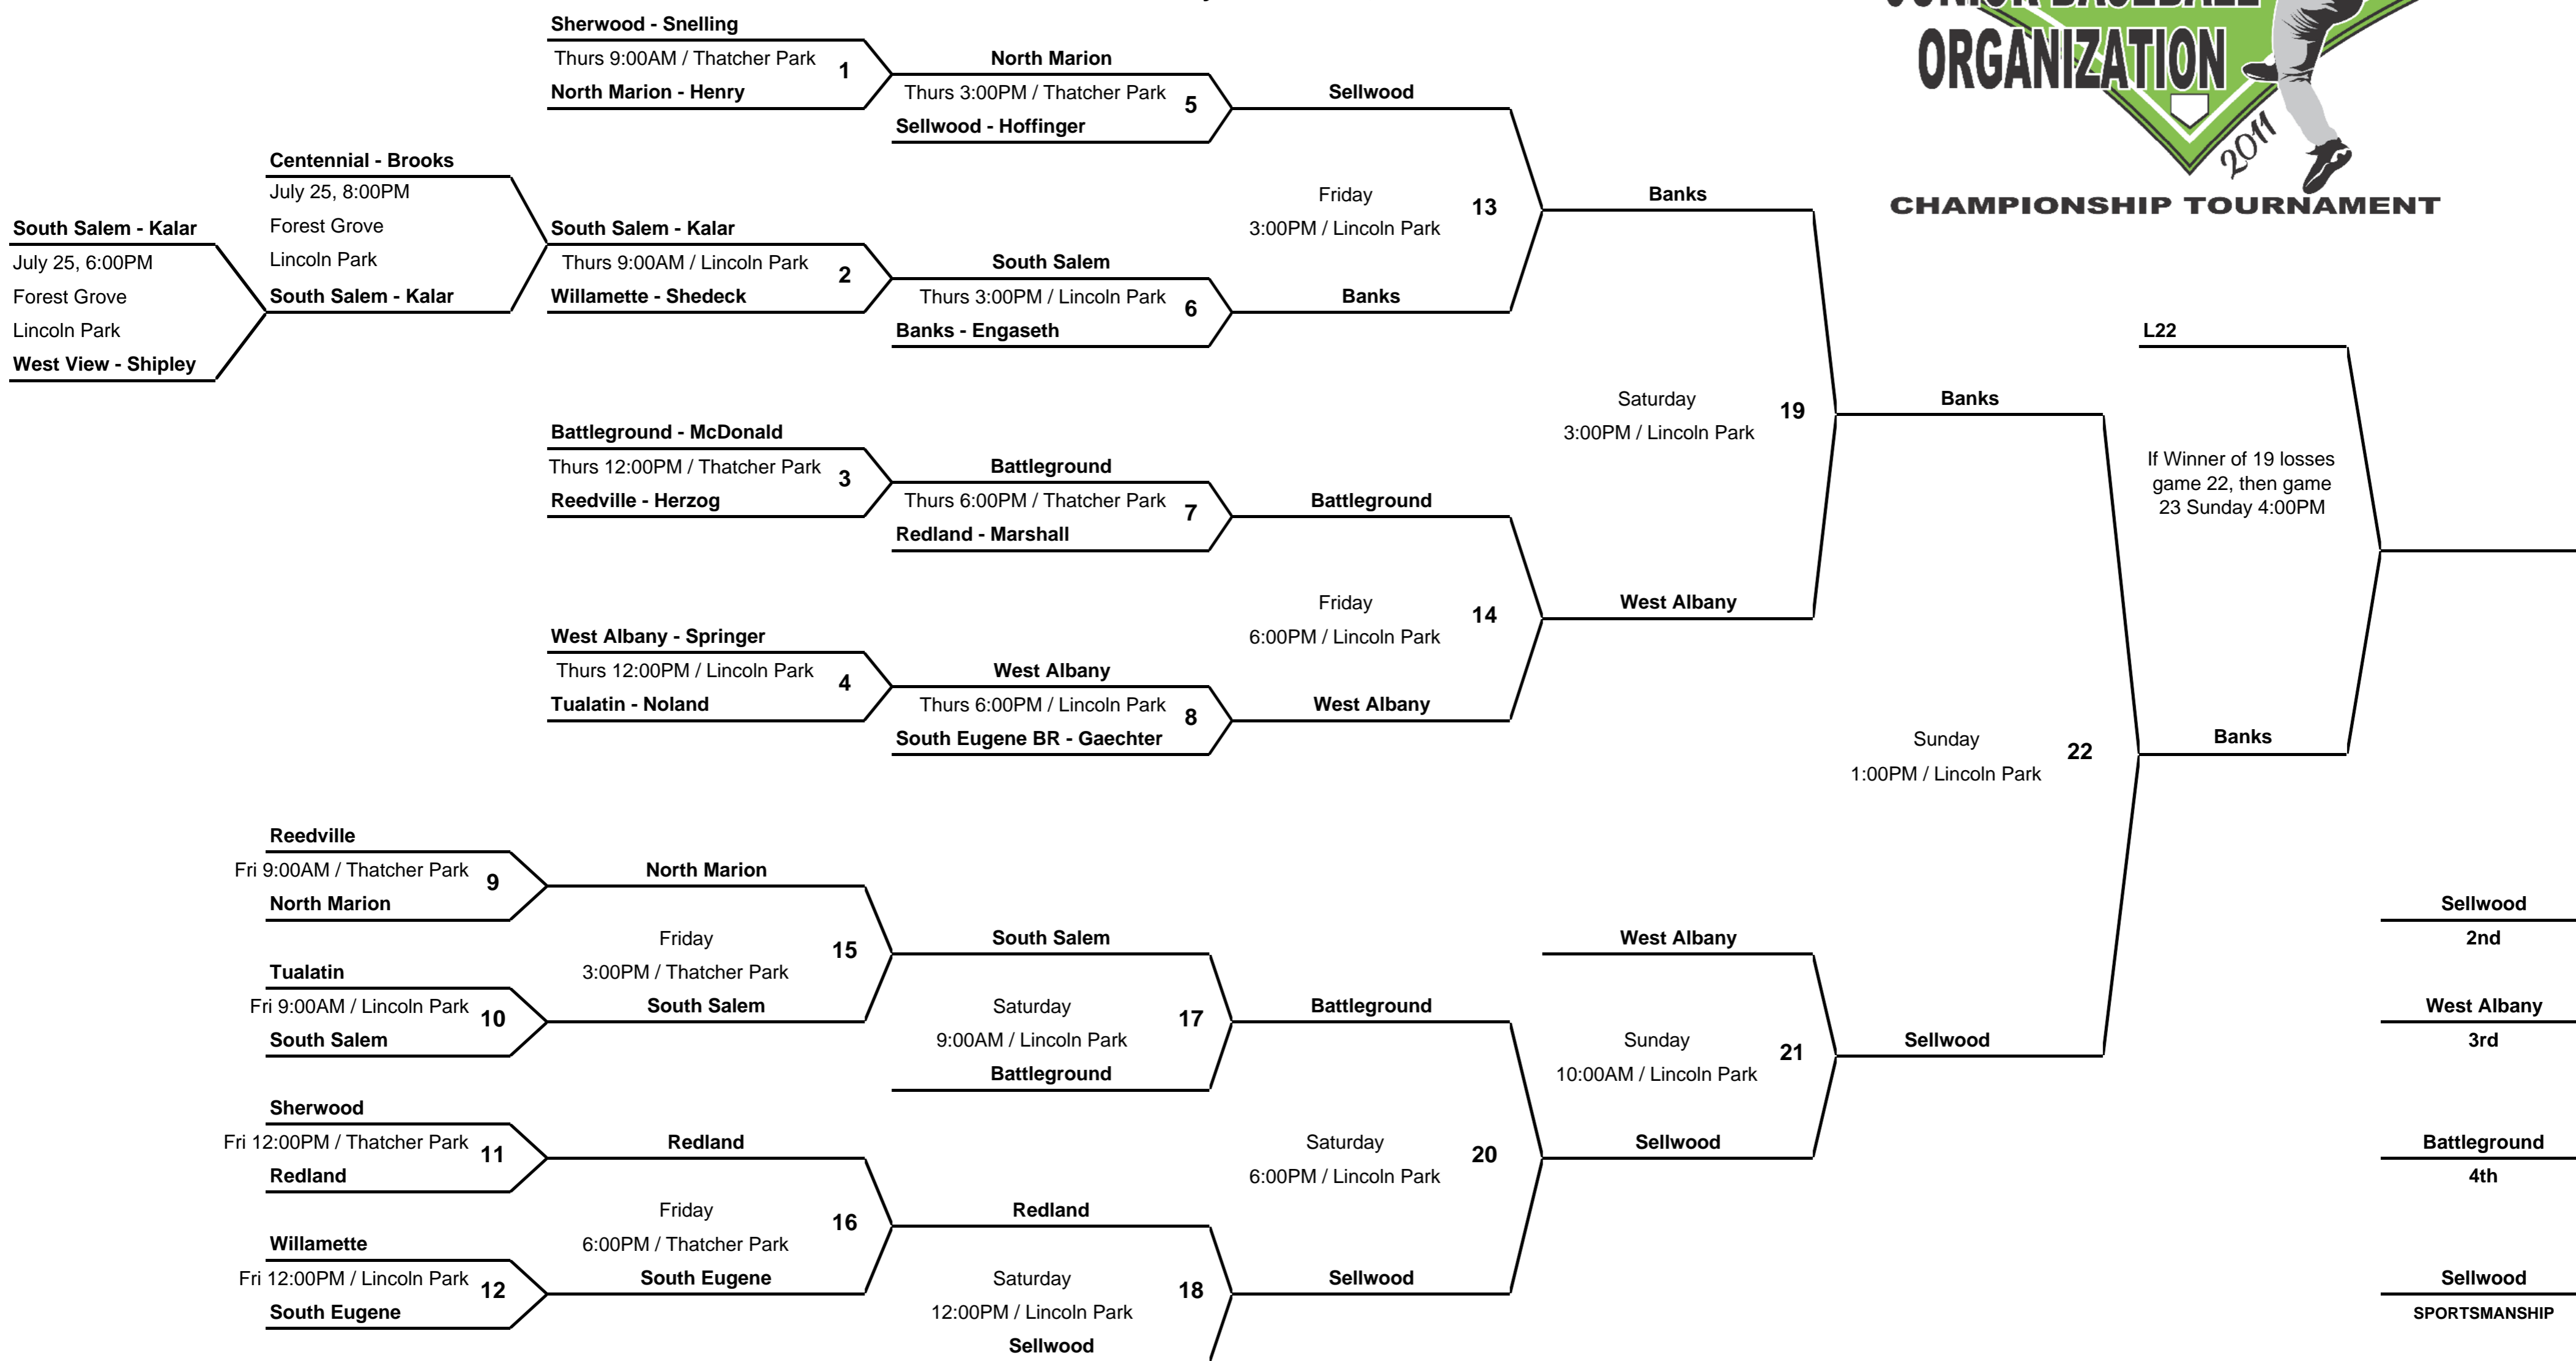 JUNIOR BASEBALL
ORGANIZATION
2011
CHAMPIONSHIP TOURNAMENT
Sherwood - Snelling
Thurs 9:00AM / Thatcher Park 1
North Marion - Henry
North Marion
Thurs 3:00PM / Thatcher Park 5
Sellwood - Hoffinger
Sellwood
Centennial - Brooks
July 25, 8:00PM
Forest Grove
Lincoln Park
South Salem - Kalar
South Salem - Kalar
July 25, 6:00PM
Forest Grove
Lincoln Park
West View - Shipley
South Salem - Kalar
Thurs 9:00AM / Lincoln Park 2
Willamette - Shedeck
South Salem
Thurs 3:00PM / Lincoln Park 6
Banks - Engaseth
Friday
3:00PM / Lincoln Park 13
Banks
Banks
Battleground - McDonald
Thurs 12:00PM / Thatcher Park 3
Reedville - Herzog
Battleground
Thurs 6:00PM / Thatcher Park 7
Redland - Marshall
Battleground
West Albany - Springer
Thurs 12:00PM / Lincoln Park 4
Tualatin - Noland
West Albany
Thurs 6:00PM / Lincoln Park 8
South Eugene BR - Gaechter
Friday
6:00PM / Lincoln Park 14
West Albany
West Albany
Saturday
3:00PM / Lincoln Park 19
Banks
L22
If Winner of 19 losses
game 22, then game
23 Sunday 4:00PM
Sunday
1:00PM / Lincoln Park 22
Banks
Reedville
Fri 9:00AM / Thatcher Park 9
North Marion
North Marion
Tualatin
Fri 9:00AM / Lincoln Park 10
South Salem
Friday
3:00PM / Thatcher Park 15
South Salem
South Salem
Saturday
9:00AM / Lincoln Park 17
Battleground
Battleground
Sherwood
Fri 12:00PM / Thatcher Park 11
Redland
Redland
Willamette
Fri 12:00PM / Lincoln Park 12
South Eugene
Friday
6:00PM / Thatcher Park 16
South Eugene
Redland
Saturday
12:00PM / Lincoln Park 18
Sellwood
Sellwood
Saturday
6:00PM / Lincoln Park 20
West Albany
Sunday
10:00AM / Lincoln Park 21
Sellwood
Sellwood
Sellwood
2nd
West Albany
3rd
Battleground
4th
Sellwood
SPORTSMANSHIP